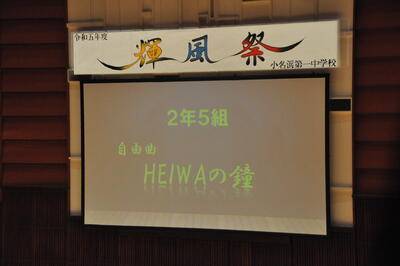 令和五年度
輝風祭
小名浜第一中学校
2年5組
自由曲
HEIWAの鐘